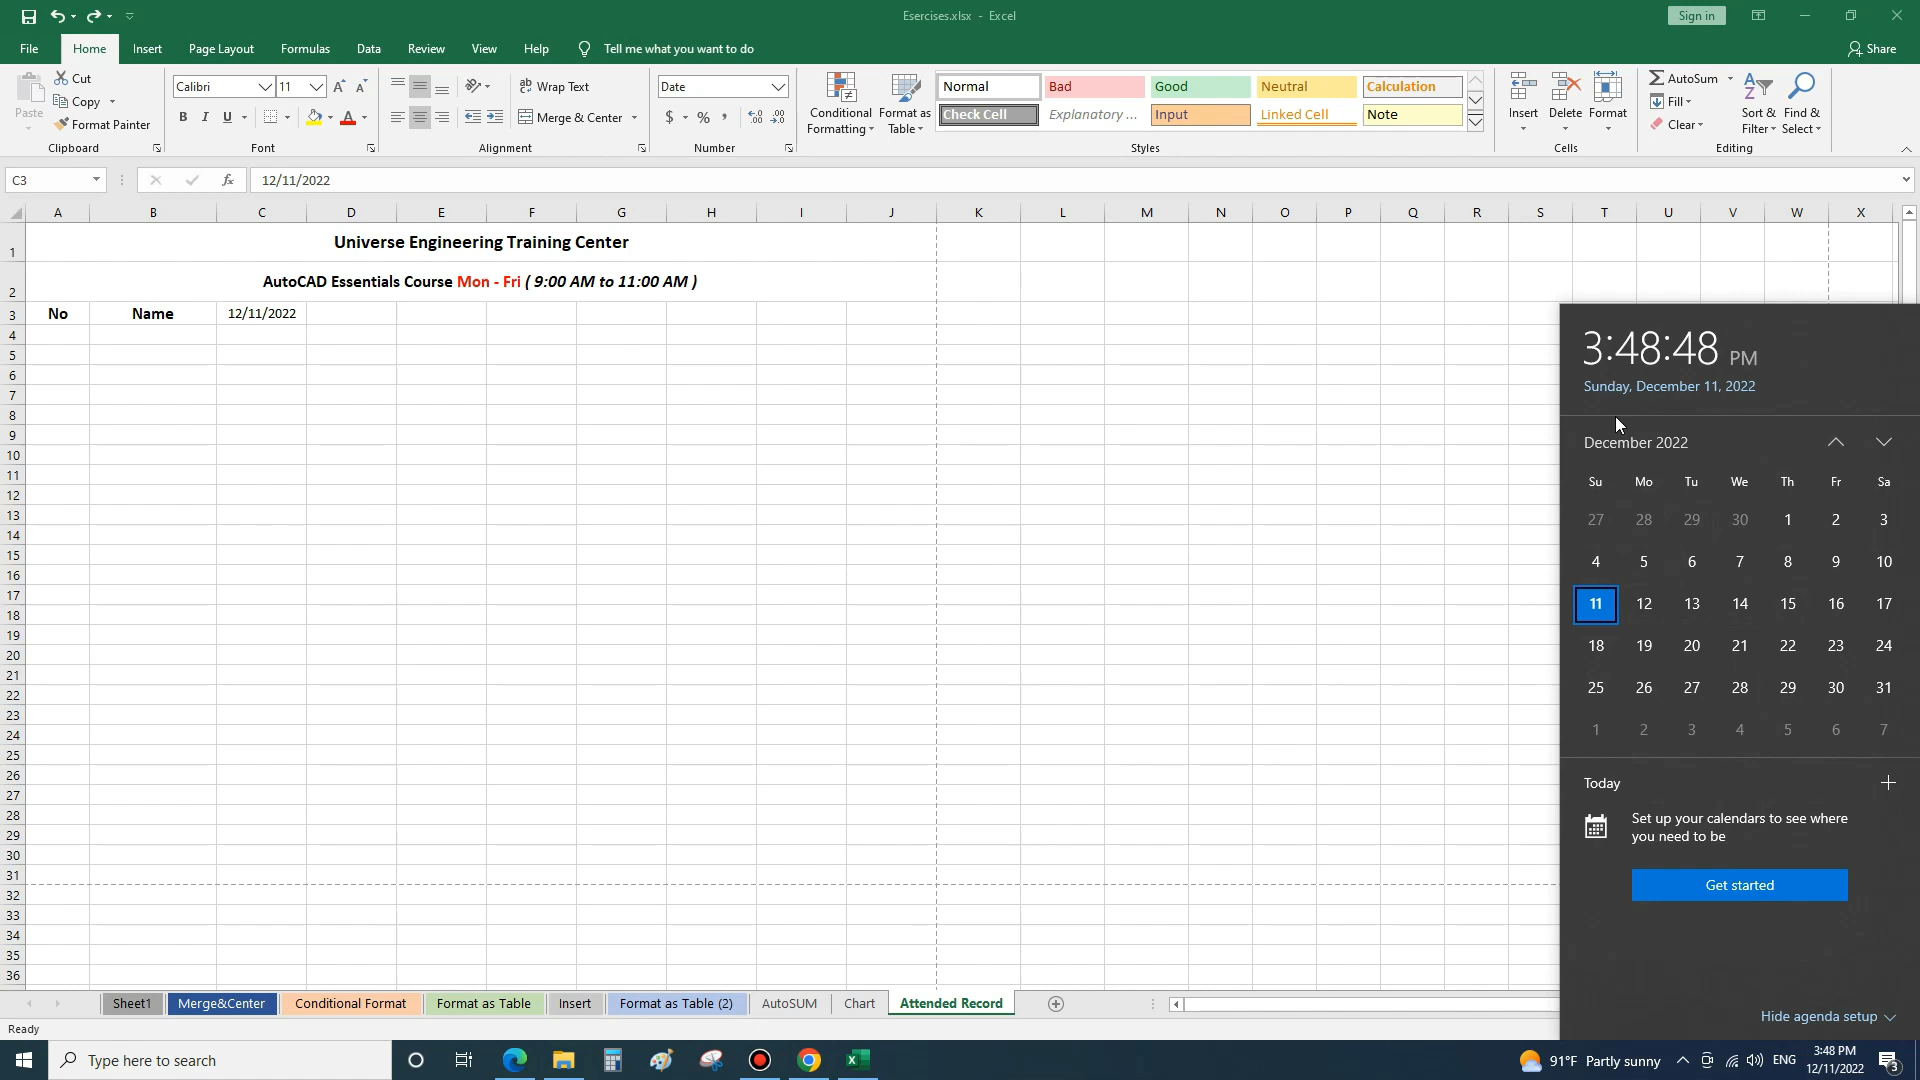 Esercises.xlsx - Excel
Sign in
File Home Insert Page Layout Formulas Data Review View Help Tell me what you want to do Share
Paste
Cut
Copy
Format Painter
Clipboard
Calibri 11
B I U
Font
Wrap Text
Merge & Center
Alignment
Date
$ % ,
Number
Conditional Formatting
Format as Table
Normal Bad Good Neutral Calculation
Check Cell Explanatory ... Input Linked Cell Note
Styles
Insert Delete Format
Cells
AutoSum
Fill
Clear
Sort & Filter
Find & Select
Editing
C3 fx 12/11/2022
A B C D E F G H I J K L M N O P Q R S T U V W X
1 Universe Engineering Training Center
2 AutoCAD Essentials Course Mon - Fri ( 9:00 AM to 11:00 AM )
3 No Name 12/11/2022
4
5
6
7
8
9
10
11
12
13
14
15
16
17
18
19
20
21
22
23
24
25
26
27
28
29
30
31
32
33
34
35
36
3:48:48 PM
Sunday, December 11, 2022
December 2022
Su Mo Tu We Th Fr Sa
27 28 29 30 1 2 3
4 5 6 7 8 9 10
11 12 13 14 15 16 17
18 19 20 21 22 23 24
25 26 27 28 29 30 31
1 2 3 4 5 6 7
Today
Set up your calendars to see where
you need to be
Get started
Hide agenda setup
Sheet1 Merge&Center Conditional Format Format as Table Insert Format as Table (2) AutoSUM Chart Attended Record
Ready
Type here to search
91°F Partly sunny ENG
3:48 PM
12/11/2022
3